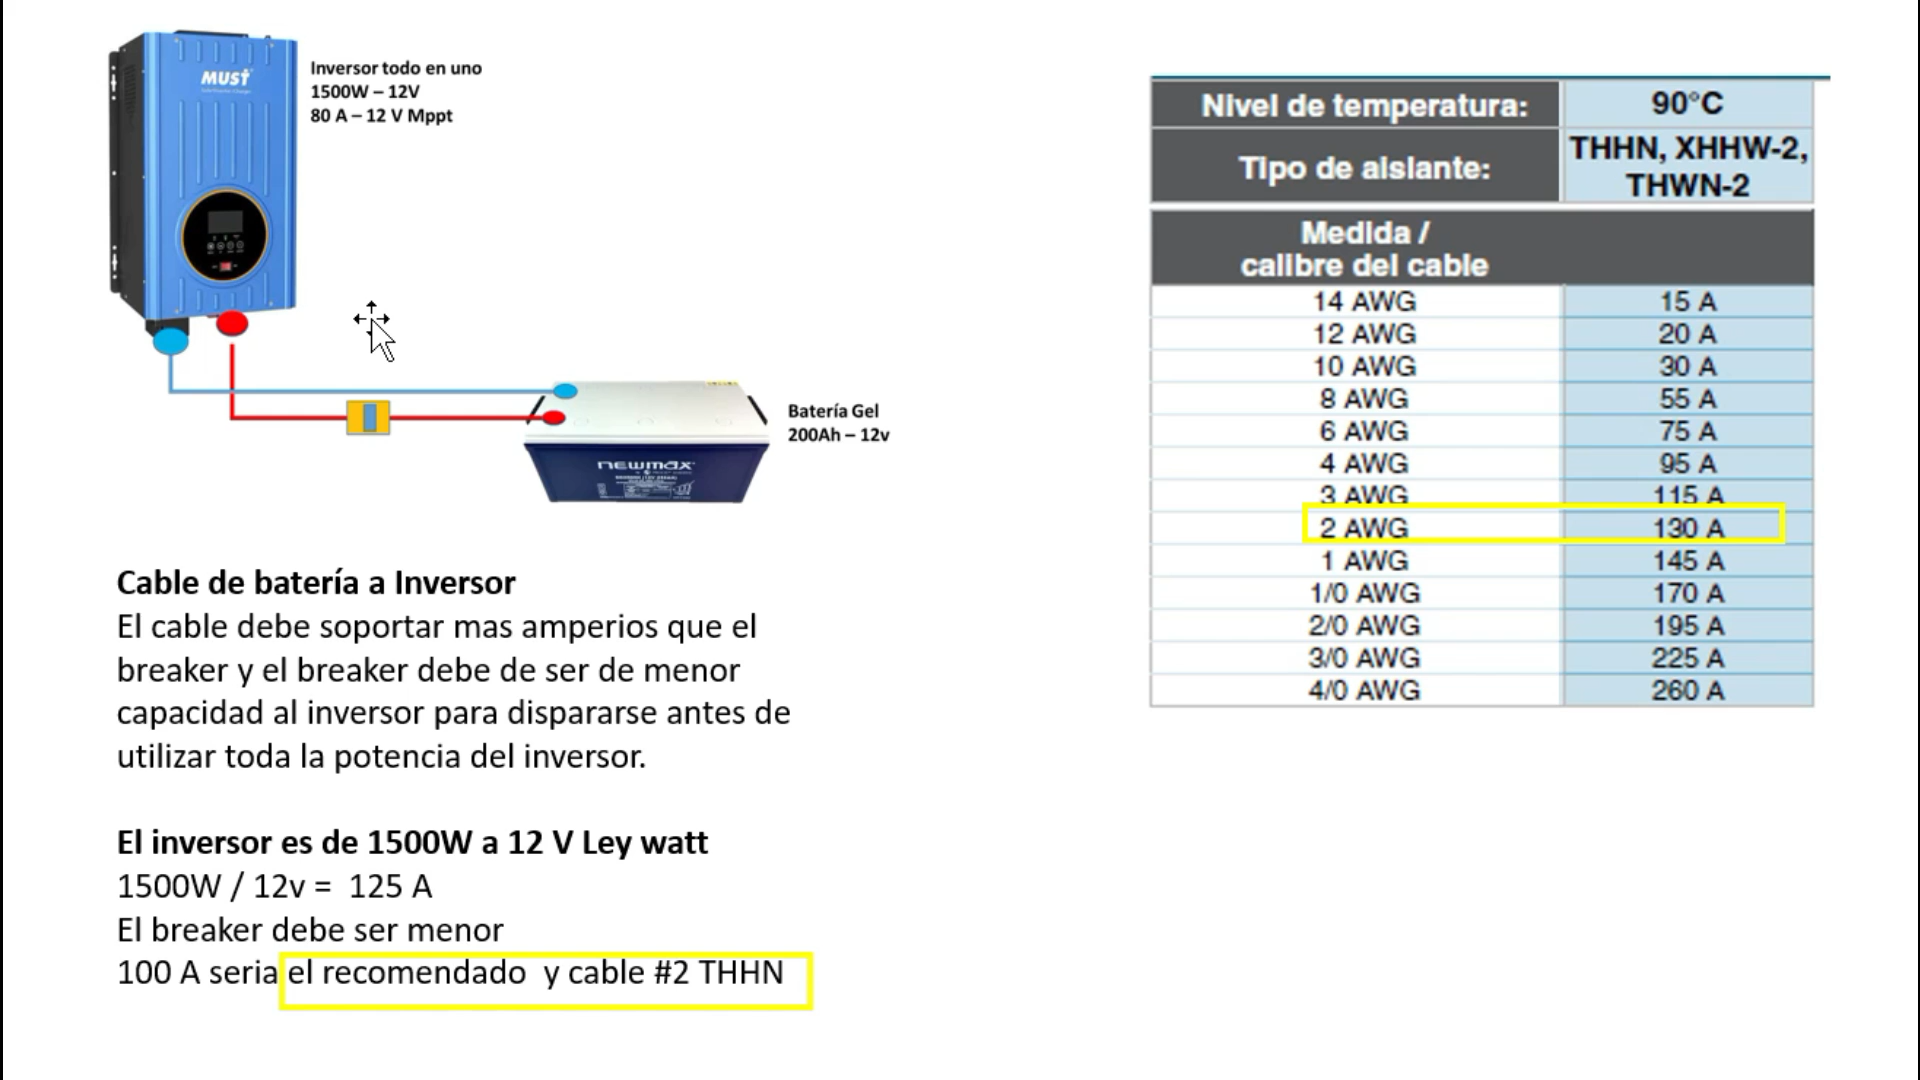 MUST
Inversor todo en uno
1500W – 12V
80 A – 12 V Mppt
newmax
Batería Gel
200Ah – 12v
Cable de batería a Inversor
El cable debe soportar mas amperios que el
breaker y el breaker debe de ser de menor
capacidad al inversor para dispararse antes de
utilizar toda la potencia del inversor.
El inversor es de 1500W a 12 V Ley watt
1500W / 12v = 125 A
El breaker debe ser menor
100 A seria el recomendado y cable #2 THHN
Nivel de temperatura: 90°C
Tipo de aislante: THHN, XHHW-2,
THWN-2
Medida /
calibre del cable
14 AWG 15 A
12 AWG 20 A
10 AWG 30 A
8 AWG 55 A
6 AWG 75 A
4 AWG 95 A
3 AWG 115 A
2 AWG 130 A
1 AWG 145 A
1/0 AWG 170 A
2/0 AWG 195 A
3/0 AWG 225 A
4/0 AWG 260 A